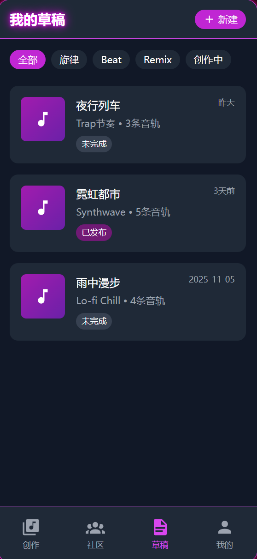 我的草稿
+ 新建
全部 旋律 Beat Remix 创作中
夜行列车 昨天
Trap节奏 • 3条音轨
未完成
霓虹都市 3天前
Synthwave • 5条音轨
已发布
雨中漫步 2025-11-05
Lo-fi Chill • 4条音轨
未完成
创作 社区 草稿 我的